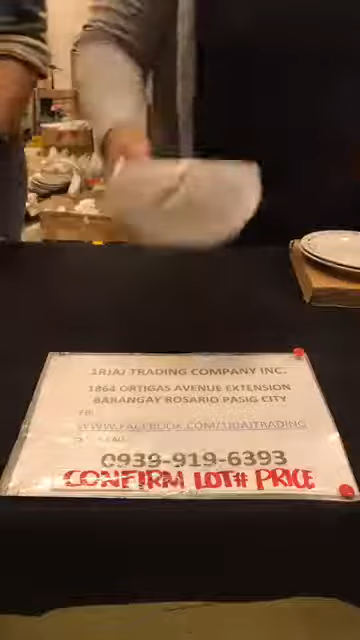 1RJAJ TRADING COMPANY INC.
1864 ORTIGAS AVENUE EXTENSION
BARANGAY ROSARIO PASIG CITY
FB:
WWW.FACEBOOK.COM/1RJAJTRADING
0939-919-6393
CONFIRM LOT# PRICE